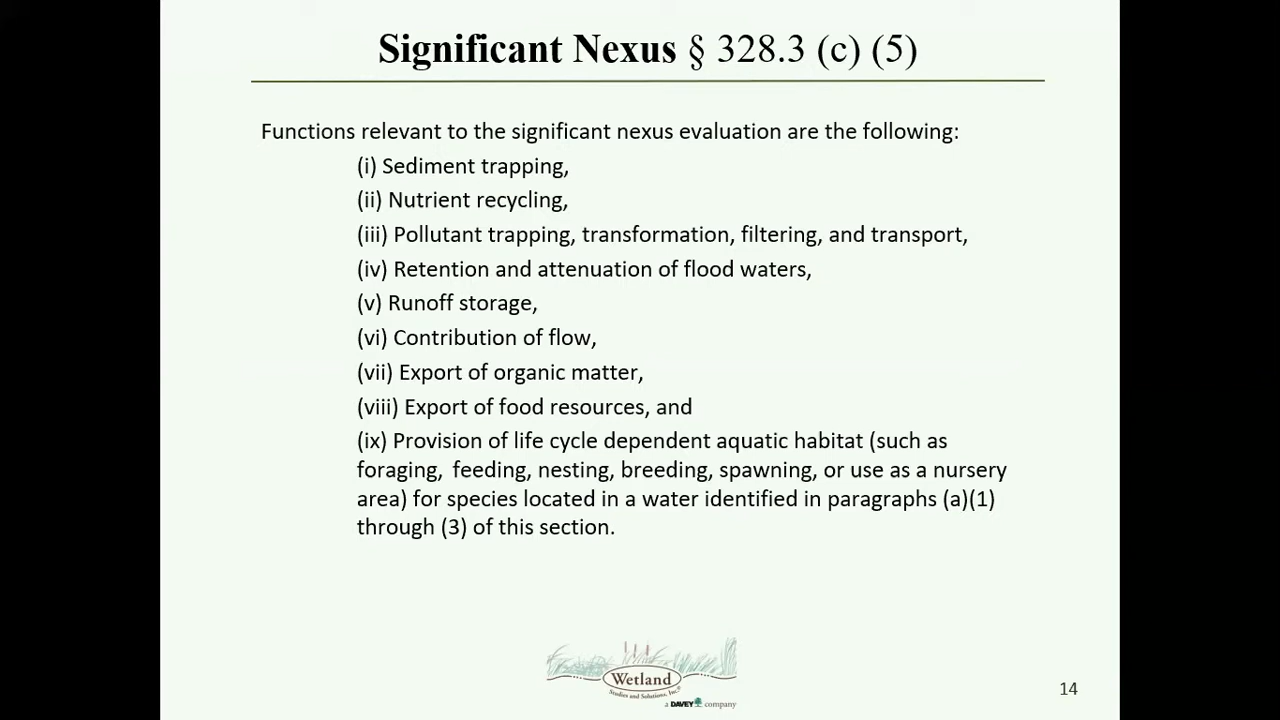 Significant Nexus § 328.3 (c) (5)
Functions relevant to the significant nexus evaluation are the following:
(i) Sediment trapping,
(ii) Nutrient recycling,
(iii) Pollutant trapping, transformation, filtering, and transport,
(iv) Retention and attenuation of flood waters,
(v) Runoff storage,
(vi) Contribution of flow,
(vii) Export of organic matter,
(viii) Export of food resources, and
(ix) Provision of life cycle dependent aquatic habitat (such as
foraging, feeding, nesting, breeding, spawning, or use as a nursery
area) for species located in a water identified in paragraphs (a)(1)
through (3) of this section.
Wetland
Studies and Solutions, Inc.®
a DAVEY company
14